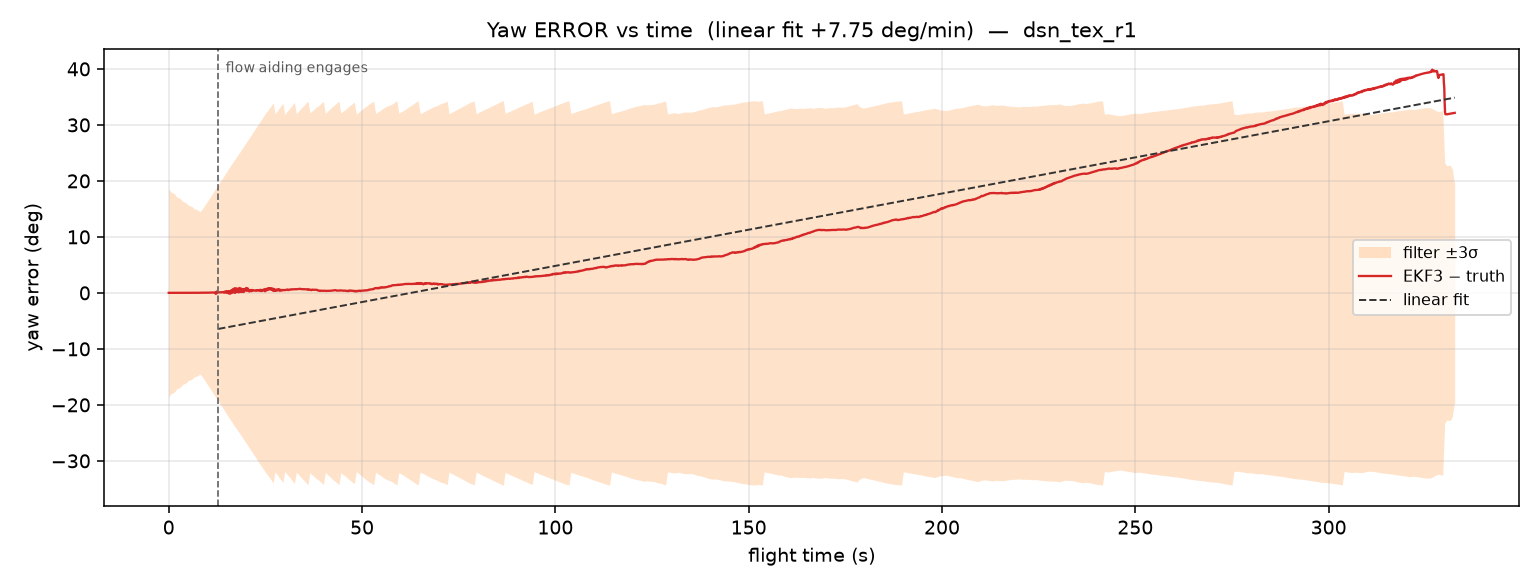 Yaw ERROR vs time  (linear fit +7.75 deg/min)  —  dsn_tex_r1
flow aiding engages
yaw error (deg)
40
30
20
10
0
−10
−20
−30
filter ±3σ
EKF3 − truth
linear fit
0 50 100 150 200 250 300
flight time (s)